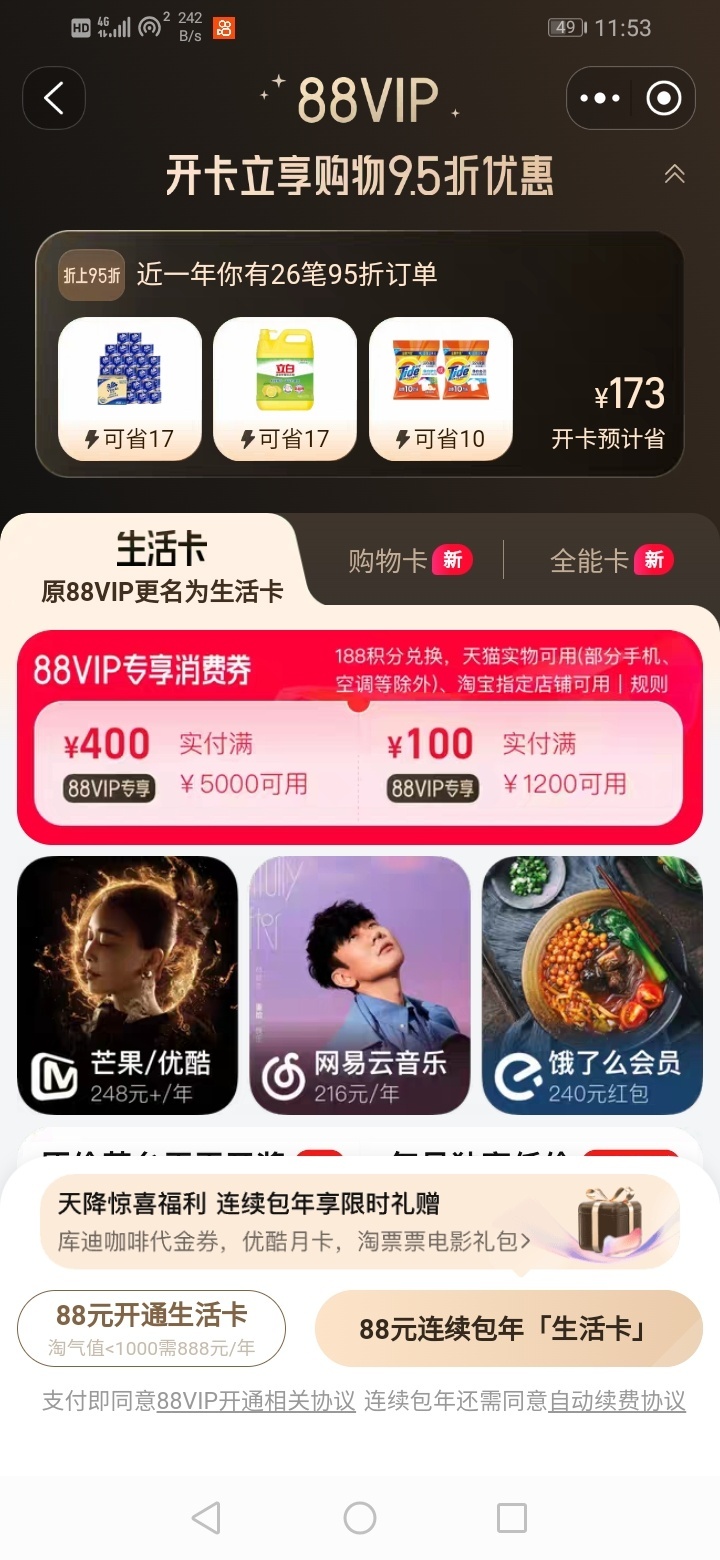 HD 4G 2 242 B/s 49 11:53
88VIP
开卡立享购物9.5折优惠
折上95折 近一年你有26笔95折订单
立白
Tide Tide
¥173
可省17 可省17 可省10 开卡预计省
生活卡
原88VIP更名为生活卡
购物卡 新 全能卡 新
88VIP专享消费券
188积分兑换，天猫实物可用(部分手机、
空调等除外)、淘宝指定店铺可用 | 规则
¥400 实付满
88VIP专享 ¥5000可用
¥100 实付满
88VIP专享 ¥1200可用
芒果/优酷
248元+/年
网易云音乐
216元/年
饿了么会员
240元红包
天降惊喜福利 连续包年享限时礼赠
库迪咖啡代金券，优酷月卡，淘票票电影礼包>
88元开通生活卡
淘气值<1000需888元/年
88元连续包年「生活卡」
支付即同意88VIP开通相关协议 连续包年还需同意自动续费协议